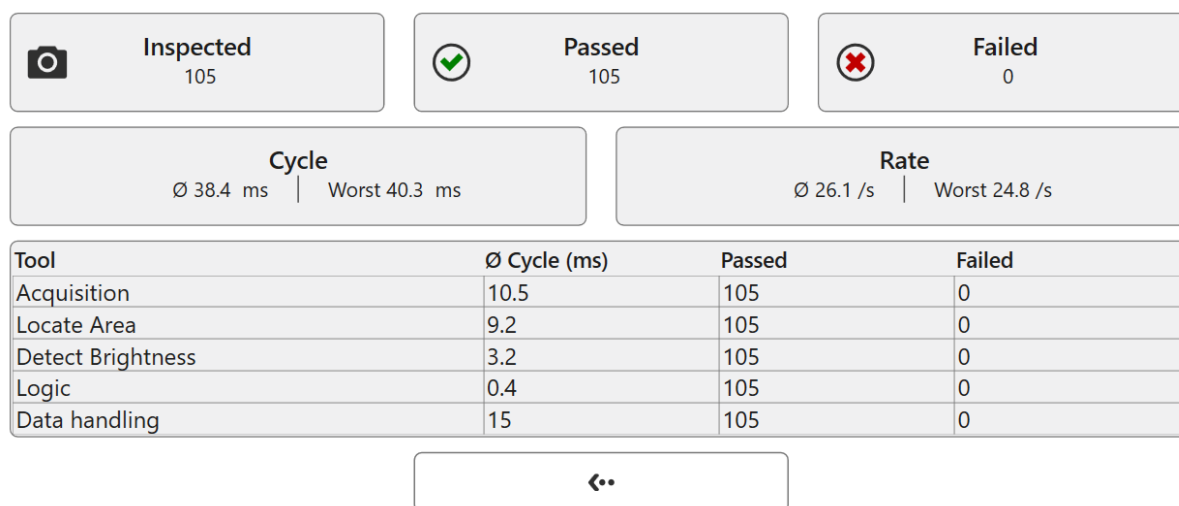 Inspected
105
Passed
105
Failed
0
Cycle
Ø 38.4 ms | Worst 40.3 ms
Rate
Ø 26.1 /s | Worst 24.8 /s
Tool Ø Cycle (ms) Passed Failed
Acquisition 10.5 105 0
Locate Area 9.2 105 0
Detect Brightness 3.2 105 0
Logic 0.4 105 0
Data handling 15 105 0